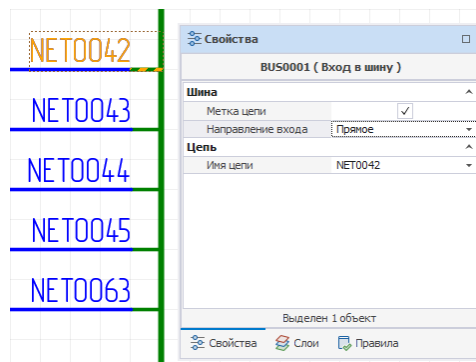 NET0042
NET0043
NET0044
NET0045
NET0063
Свойства
BUS0001 ( Вход в шину )
Шина
Метка цепи
Направление входа Прямое
Цепь
Имя цепи NET0042
Выделен 1 объект
Свойства Слои Правила